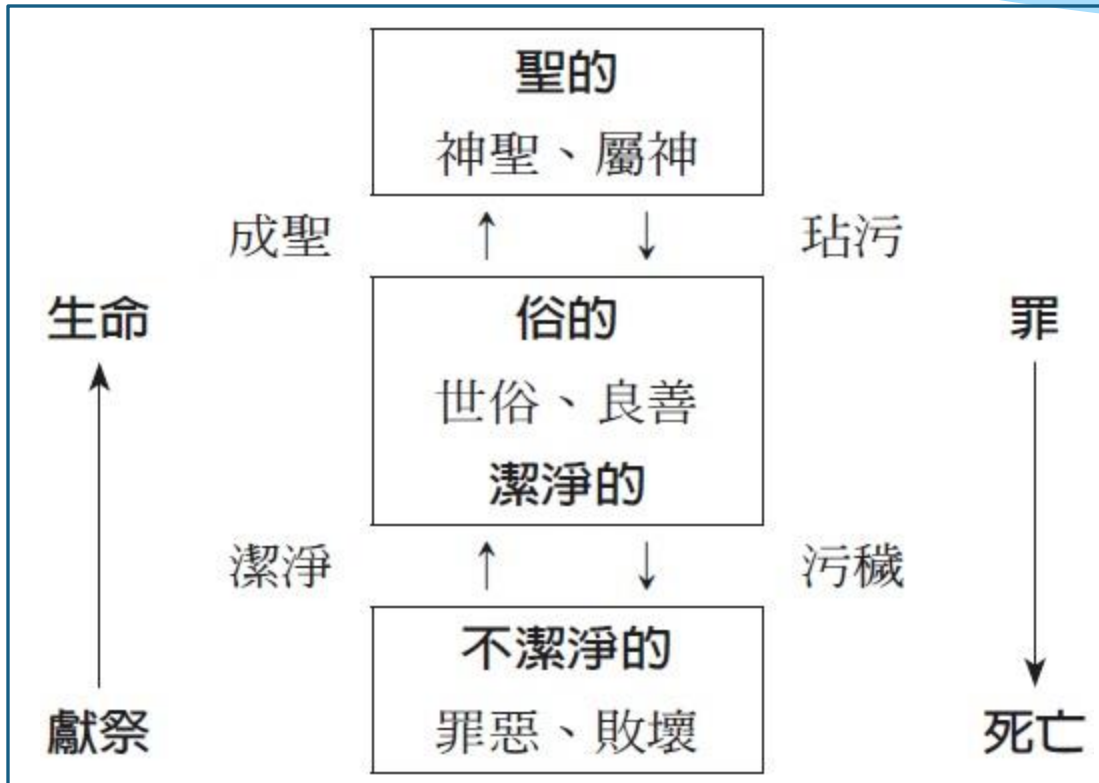 聖的
神聖、屬神
成聖 ↑ ↓ 玷污
生命 俗的 罪
世俗、良善
潔淨的
潔淨 ↑ ↓ 污穢
不潔淨的
獻祭 罪惡、敗壞 死亡